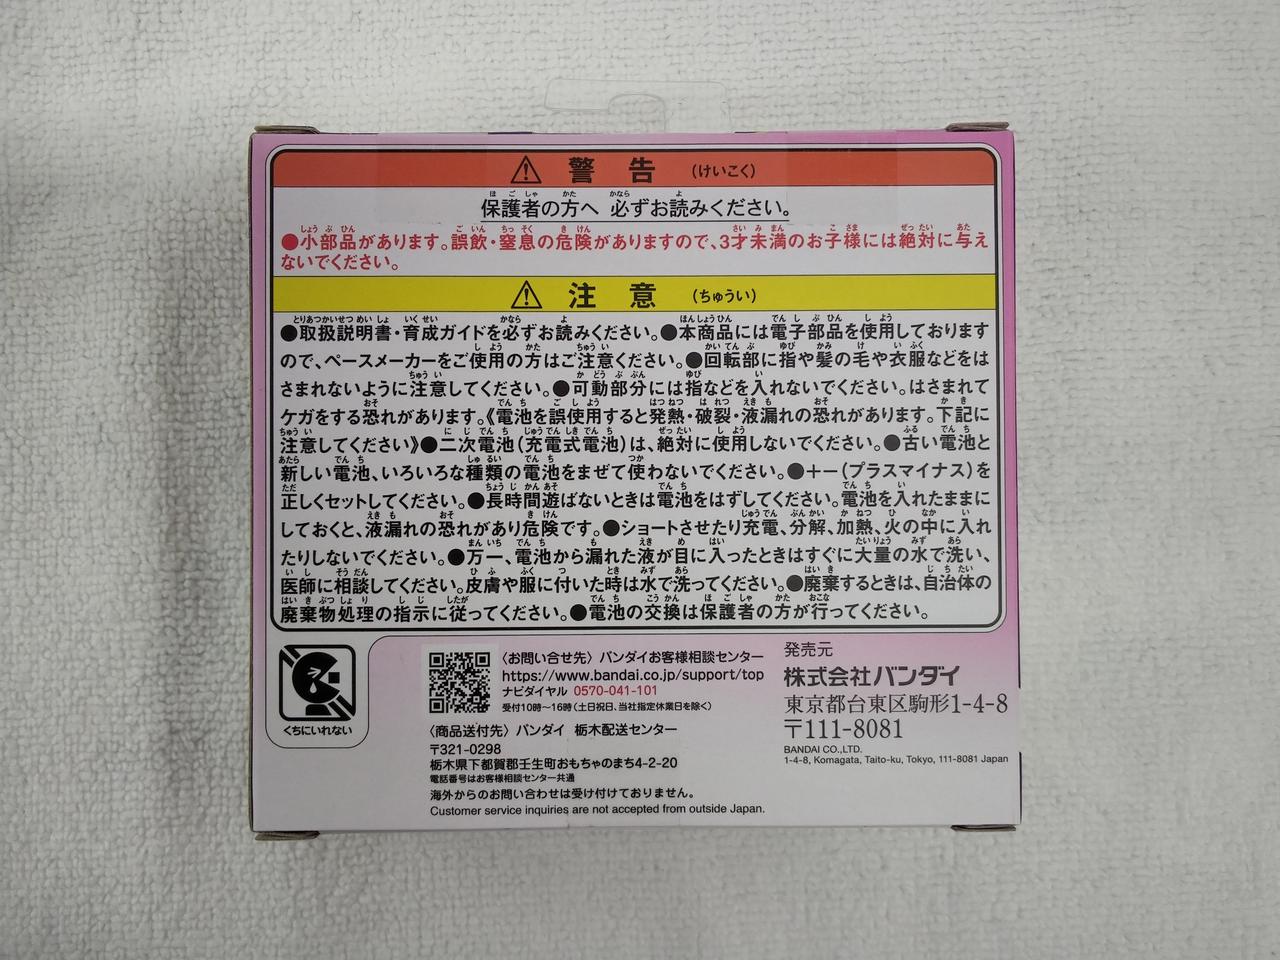 警告 (けいこく)
保護者の方へ 必ずお読みください。
●小部品があります。誤飲・窒息の危険がありますので、3才未満のお子様には絶対に与え
ないでください。
注意 (ちゅうい)
●取扱説明書・育成ガイドを必ずお読みください。●本商品には電子部品を使用しております
ので、ペースメーカーをご使用の方はご注意ください。●回転部に指や髪の毛や衣服などをは
さまれないように注意してください。●可動部分には指などを入れないでください。はさまれて
ケガをする恐れがあります。《電池を誤使用すると発熱・破裂・液漏れの恐れがあります。下記に
注意してください》●二次電池(充電式電池)は、絶対に使用しないでください。●古い電池と
新しい電池、いろいろな種類の電池をまぜて使わないでください。●+-(プラスマイナス)を
正しくセットしてください。●長時間遊ばないときは電池をはずしてください。電池を入れたままに
しておくと、液漏れの恐れがあり危険です。●ショートさせたり充電、分解、加熱、火の中に入れ
たりしないでください。●万一、電池から漏れた液が目に入ったときはすぐに大量の水で洗い、
医師に相談してください。皮膚や服に付いた時は水で洗ってください。●廃棄するときは、自治体の
廃棄物処理の指示に従ってください。●電池の交換は保護者の方が行ってください。
くちにいれない
〈お問い合せ先〉バンダイお客様相談センター
https://www.bandai.co.jp/support/top
ナビダイヤル 0570-041-101
受付10時〜16時(土日祝日、当社指定休業日を除く)
〈商品送付先〉バンダイ 栃木配送センター
〒321-0298
栃木県下都賀郡壬生町おもちゃのまち4-2-20
電話番号はお客様相談センター共通
海外からのお問い合わせは受け付けておりません。
Customer service inquiries are not accepted from outside Japan.
発売元
株式会社バンダイ
東京都台東区駒形1-4-8
〒111-8081
BANDAI CO.,LTD.
1-4-8, Komagata, Taito-ku, Tokyo, 111-8081 Japan